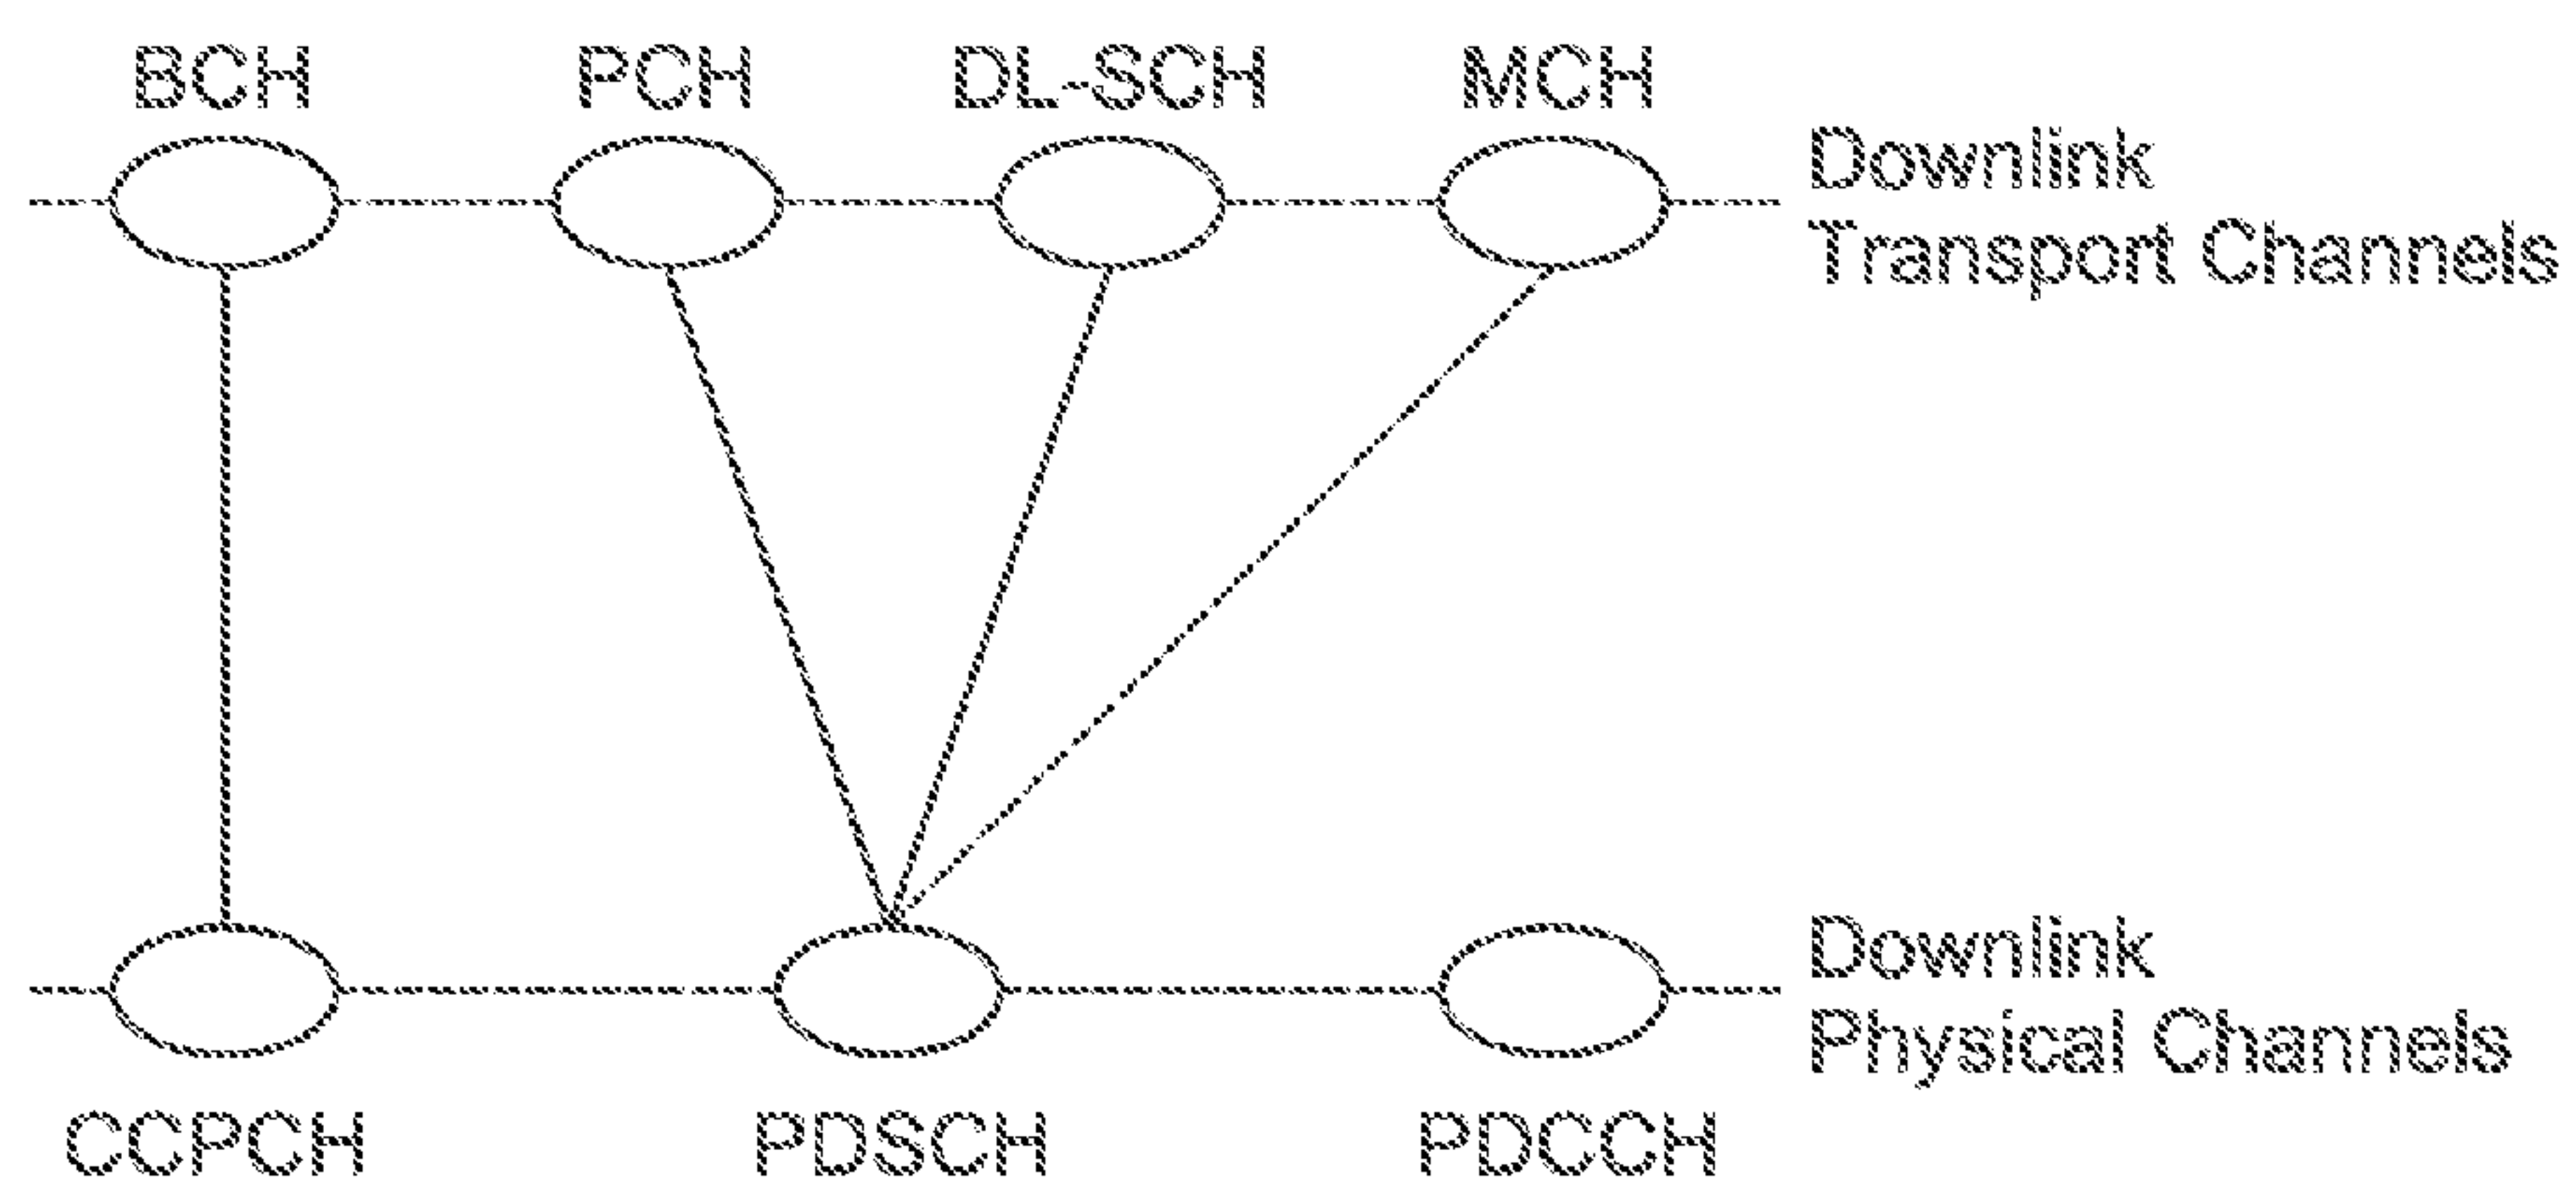 BCH PCH DL-SCH MCH
Downlink
Transport Channels
Downlink
Physical Channels
CCPCH PDSCH PDCCH